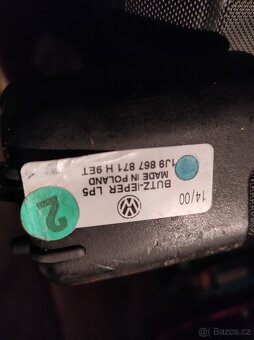 14/00
BUTZ-IEPER LP5
MADE IN POLAND
1J9 867 871 H 9ET
2
Bazos.cz